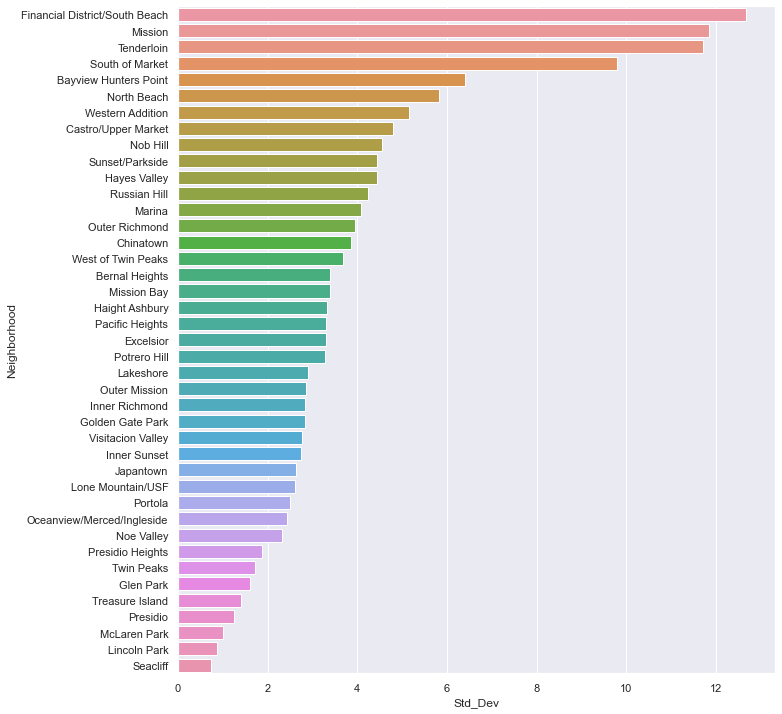 Financial District/South Beach
Mission
Tenderloin
South of Market
Bayview Hunters Point
North Beach
Western Addition
Castro/Upper Market
Nob Hill
Sunset/Parkside
Hayes Valley
Russian Hill
Marina
Outer Richmond
Chinatown
West of Twin Peaks
Bernal Heights
Mission Bay
Haight Ashbury
Pacific Heights
Excelsior
Potrero Hill
Lakeshore
Outer Mission
Inner Richmond
Golden Gate Park
Visitacion Valley
Inner Sunset
Japantown
Lone Mountain/USF
Portola
Oceanview/Merced/Ingleside
Noe Valley
Presidio Heights
Twin Peaks
Glen Park
Treasure Island
Presidio
McLaren Park
Lincoln Park
Seacliff
Neighborhood
0 2 4 6 8 10 12
Std_Dev